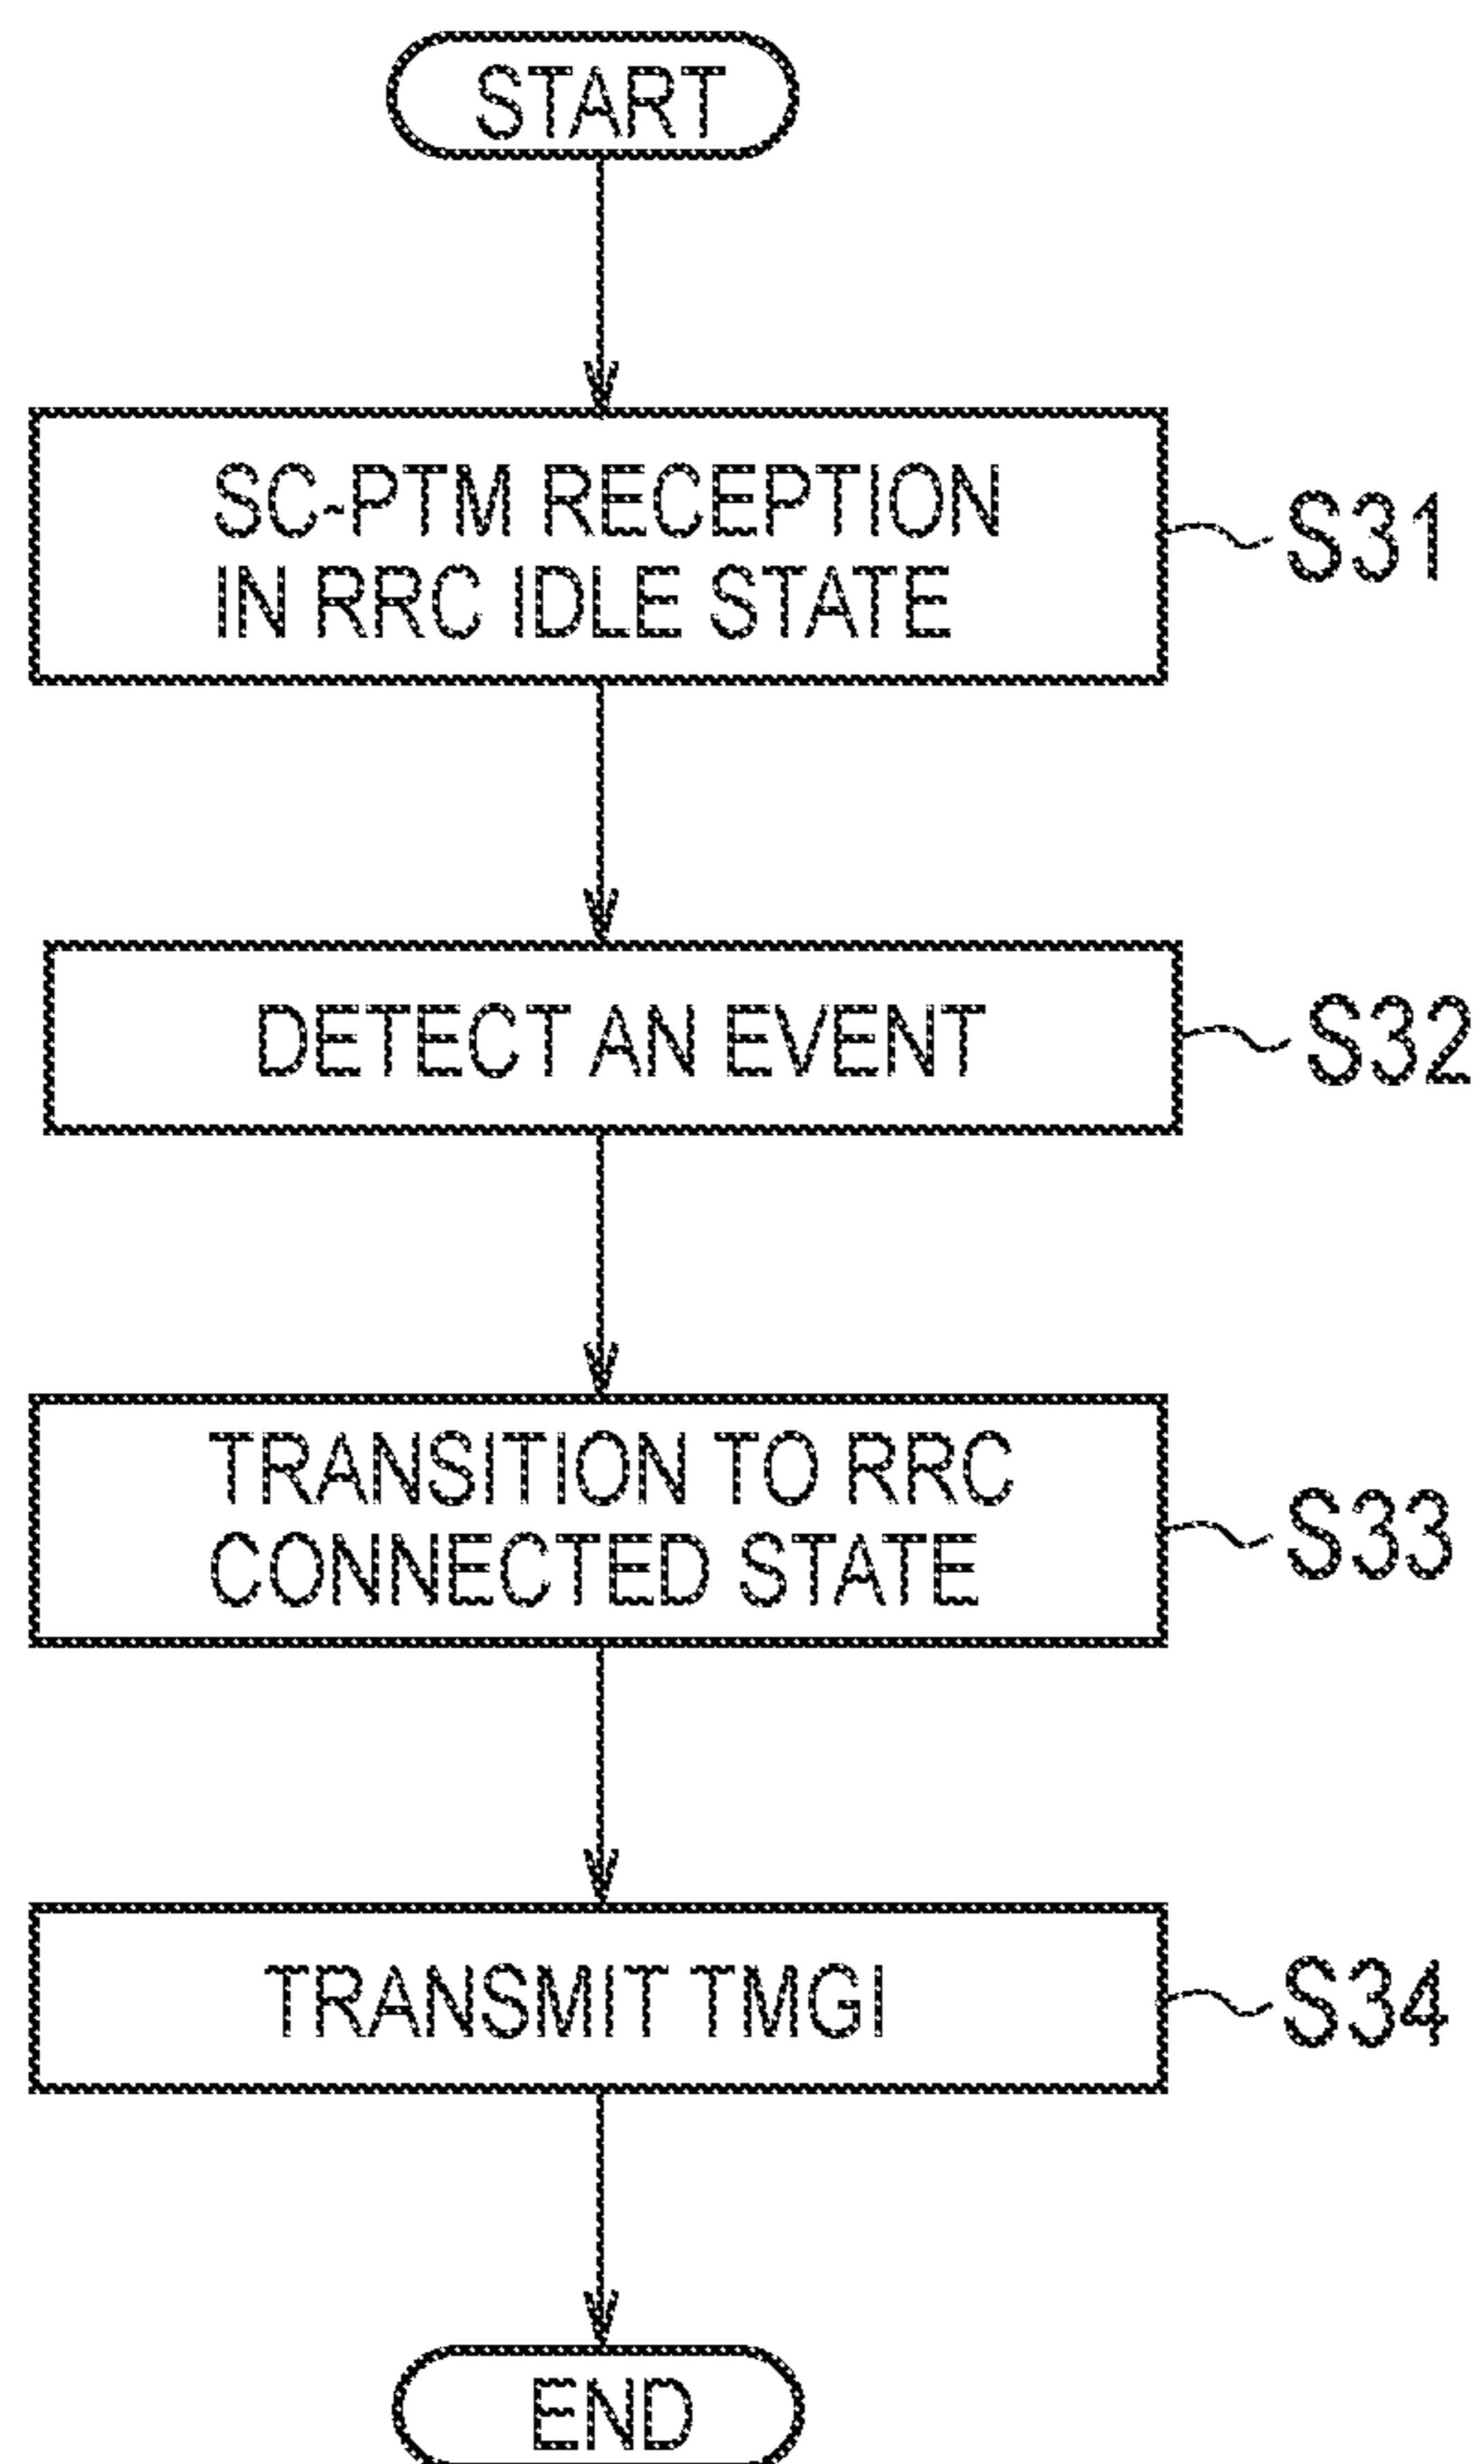 START
SC-PTM RECEPTION
IN RRC IDLE STATE
S31
DETECT AN EVENT
S32
TRANSITION TO RRC
CONNECTED STATE
S33
TRANSMIT TMGI
S34
END